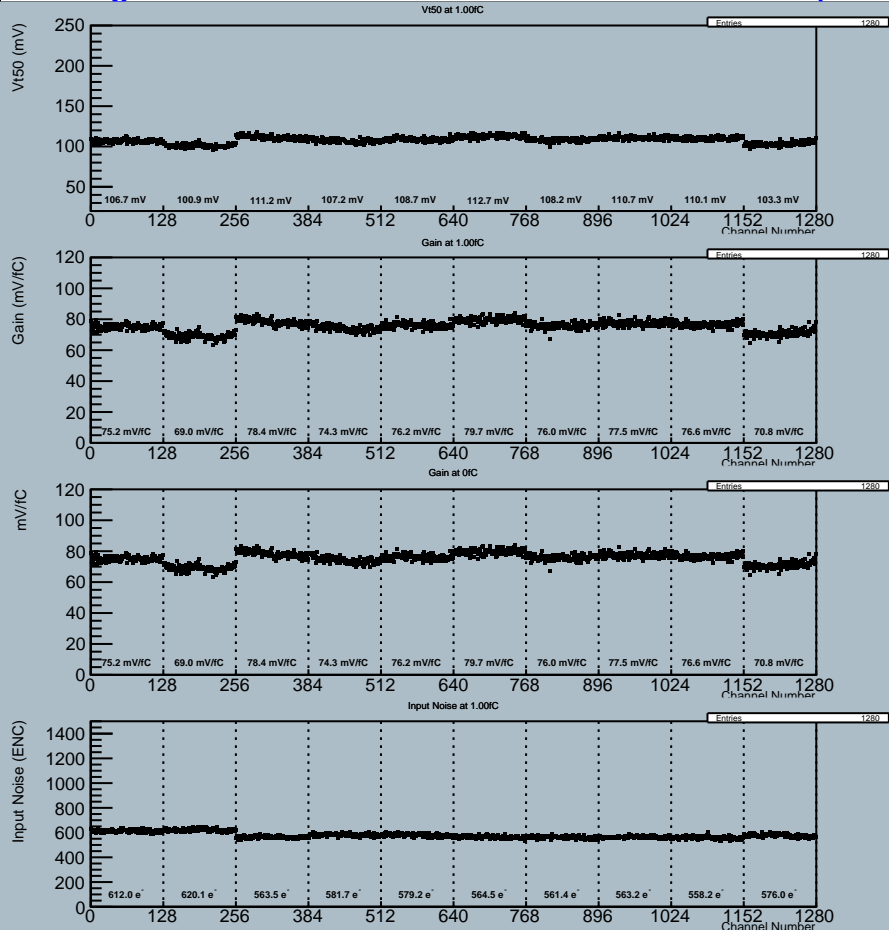 Vt50 at 1.00fC
Entries 1280
Vt50 (mV)
250
200
150
100
50
106.7 mV 100.9 mV 111.2 mV 107.2 mV 108.7 mV 112.7 mV 108.2 mV 110.7 mV 110.1 mV 103.3 mV
0 128 256 384 512 640 768 896 1024 1152 1280
Channel Number
Gain at 1.00fC
Entries 1280
Gain (mV/fC)
120
100
80
60
40
20
0
75.2 mV/fC 69.0 mV/fC 78.4 mV/fC 74.3 mV/fC 76.2 mV/fC 79.7 mV/fC 76.0 mV/fC 77.5 mV/fC 76.6 mV/fC 70.8 mV/fC
0 128 256 384 512 640 768 896 1024 1152 1280
Channel Number
Gain at 0fC
Entries 1280
mV/fC
120
100
80
60
40
20
0
75.2 mV/fC 69.0 mV/fC 78.4 mV/fC 74.3 mV/fC 76.2 mV/fC 79.7 mV/fC 76.0 mV/fC 77.5 mV/fC 76.6 mV/fC 70.8 mV/fC
0 128 256 384 512 640 768 896 1024 1152 1280
Channel Number
Input Noise at 1.00fC
Entries 1280
Input Noise (ENC)
1400
1200
1000
800
600
400
200
0
612.0 e- 620.1 e- 563.5 e- 581.7 e- 579.2 e- 564.5 e- 561.4 e- 563.2 e- 558.2 e- 576.0 e-
0 128 256 384 512 640 768 896 1024 1152 1280
Channel Number